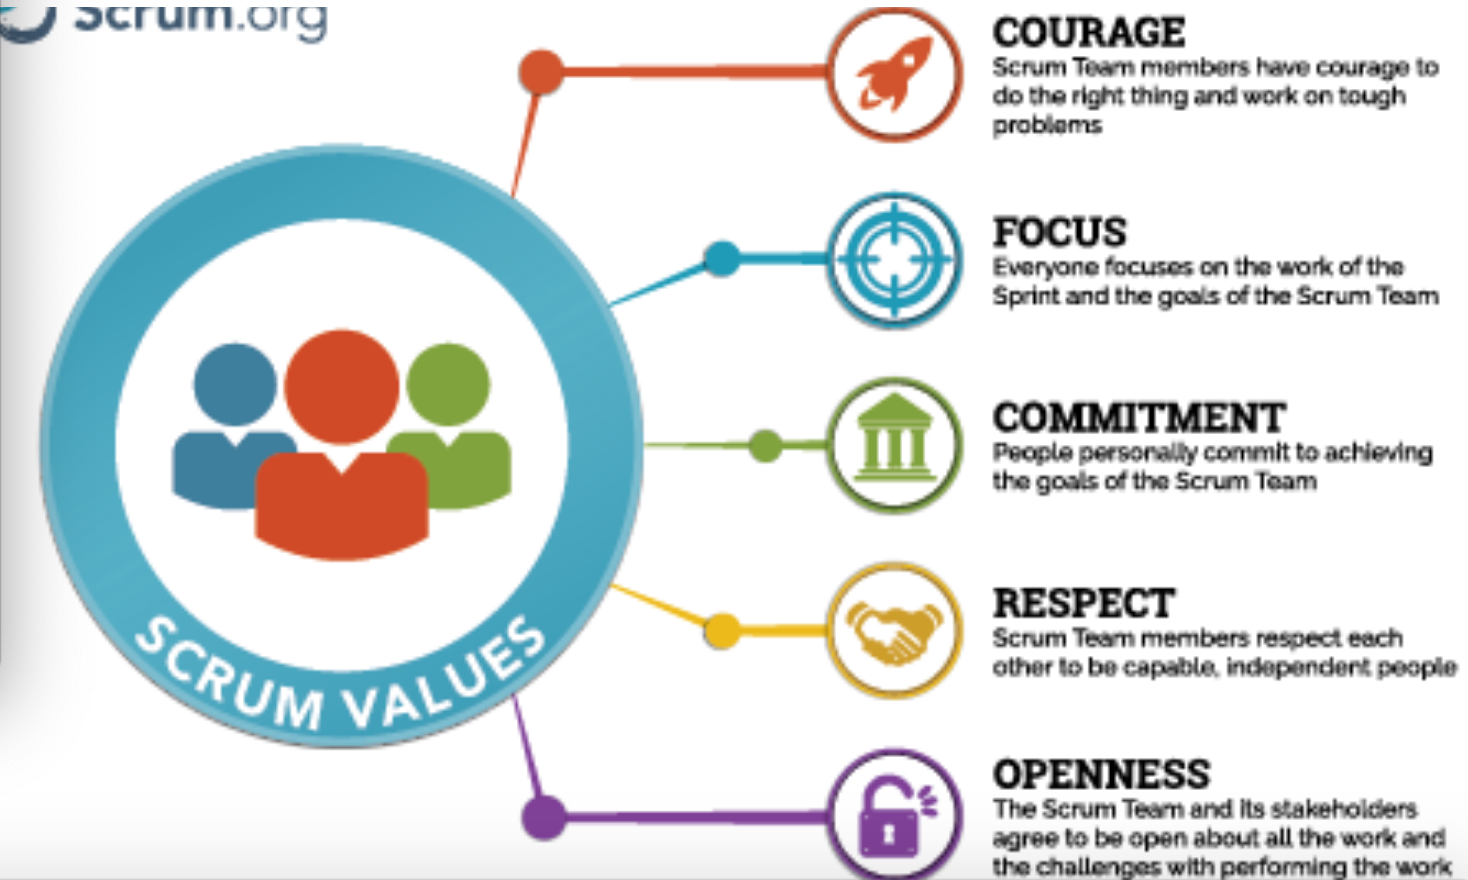 Scrum.org
COURAGE
Scrum Team members have courage to
do the right thing and work on tough
problems
FOCUS
Everyone focuses on the work of the
Sprint and the goals of the Scrum Team
COMMITMENT
People personally commit to achieving
the goals of the Scrum Team
RESPECT
Scrum Team members respect each
other to be capable, independent people
OPENNESS
The Scrum Team and its stakeholders
agree to be open about all the work and
the challenges with performing the work
SCRUM VALUES